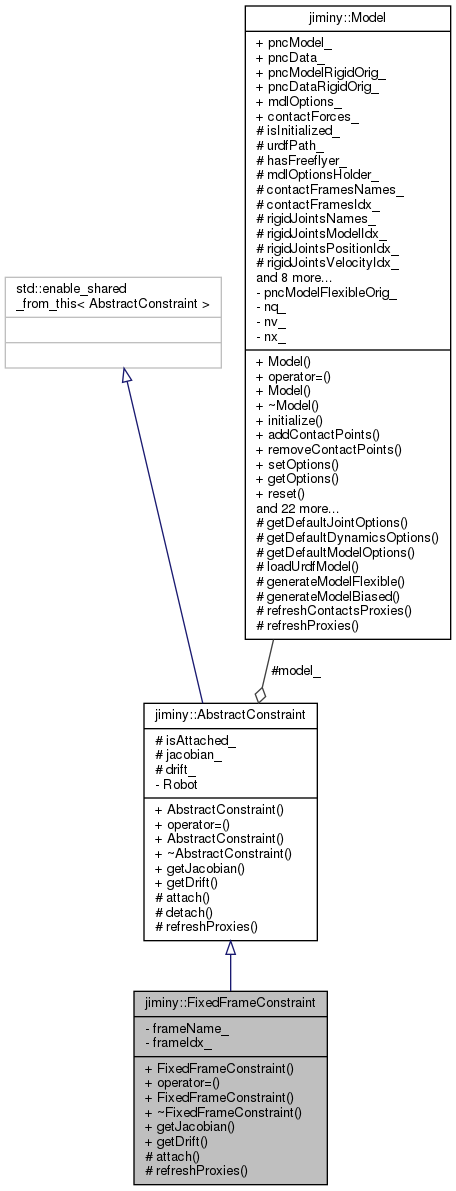 jiminy::Model
+ pncModel_
+ pncData_
+ pncModelRigidOrig_
+ pncDataRigidOrig_
+ mdlOptions_
+ contactForces_
# isInitialized_
# urdfPath_
# hasFreeflyer_
# mdlOptionsHolder_
# contactFramesNames_
# contactFramesIdx_
# rigidJointsNames_
# rigidJointsModelIdx_
# rigidJointsPositionIdx_
# rigidJointsVelocityIdx_
and 8 more...
- pncModelFlexibleOrig_
- nq_
- nv_
- nx_
+ Model()
+ operator=()
+ Model()
+ ~Model()
+ initialize()
+ addContactPoints()
+ removeContactPoints()
+ setOptions()
+ getOptions()
+ reset()
and 22 more...
# getDefaultJointOptions()
# getDefaultDynamicsOptions()
# getDefaultModelOptions()
# loadUrdfModel()
# generateModelFlexible()
# generateModelBiased()
# refreshContactsProxies()
# refreshProxies()
std::enable_shared
_from_this< AbstractConstraint >
#model_
jiminy::AbstractConstraint
# isAttached_
# jacobian_
# drift_
- Robot
+ AbstractConstraint()
+ operator=()
+ AbstractConstraint()
+ ~AbstractConstraint()
+ getJacobian()
+ getDrift()
# attach()
# detach()
# refreshProxies()
jiminy::FixedFrameConstraint
- frameName_
- frameIdx_
+ FixedFrameConstraint()
+ operator=()
+ FixedFrameConstraint()
+ ~FixedFrameConstraint()
+ getJacobian()
+ getDrift()
# attach()
# refreshProxies()